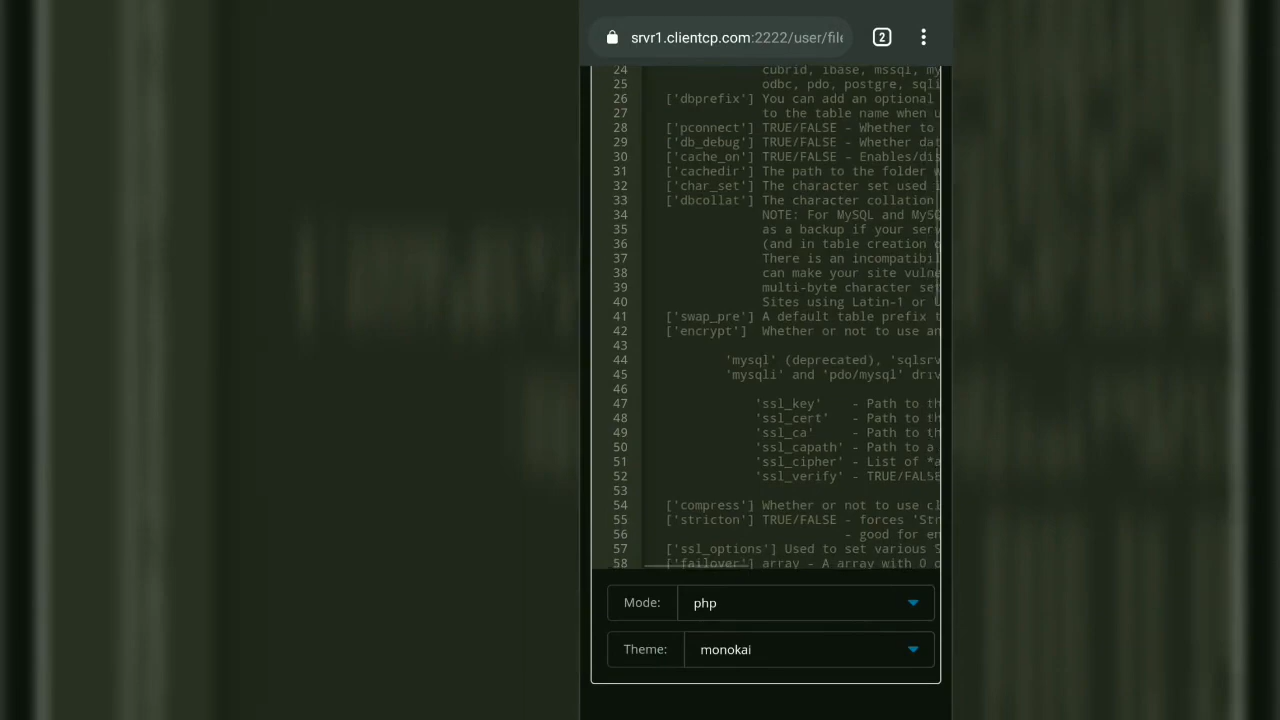 srvr1.clientcp.com:2222/user/file
2
24 cubrid, ibase, mssql, my
25 odbc, pdo, postgre, sqli
26 ['dbprefix'] You can add an optional
27 to the table name when u
28 ['pconnect'] TRUE/FALSE - Whether to
29 ['db_debug'] TRUE/FALSE - Whether dat
30 ['cache_on'] TRUE/FALSE - Enables/dis
31 ['cachedir'] The path to the folder w
32 ['char_set'] The character set used i
33 ['dbcollat'] The character collation
34 NOTE: For MySQL and MySQ
35 as a backup if your serv
36 (and in table creation q
37 There is an incompatibil
38 can make your site vulne
39 multi-byte character set
40 Sites using Latin-1 or U
41 ['swap_pre'] A default table prefix t
42 ['encrypt'] Whether or not to use an
43
44 'mysql' (deprecated), 'sqlsrv
45 'mysqli' and 'pdo/mysql' driv
46
47 'ssl_key' - Path to th
48 'ssl_cert' - Path to th
49 'ssl_ca' - Path to th
50 'ssl_capath' - Path to a
51 'ssl_cipher' - List of *a
52 'ssl_verify' - TRUE/FALSE
53
54 ['compress'] Whether or not to use cl
55 ['stricton'] TRUE/FALSE - forces 'Str
56 - good for en
57 ['ssl_options'] Used to set various S
58 ['failover'] array - A array with 0 o
Mode: php
Theme: monokai